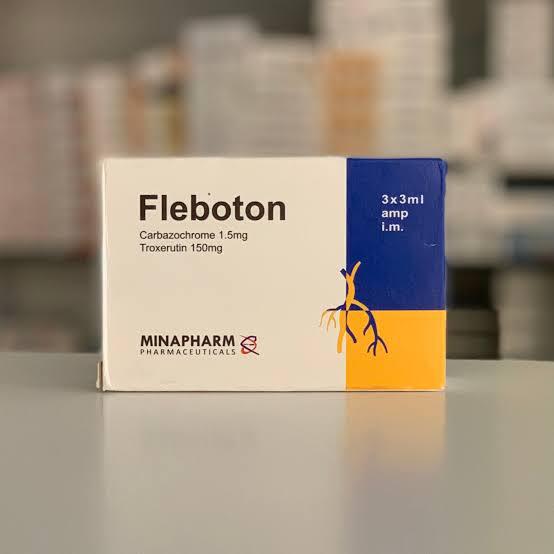 Fleboton
Carbazochrome 1.5mg
Troxerutin 150mg
3x3ml
amp
i.m.
MINAPHARM
PHARMACEUTICALS